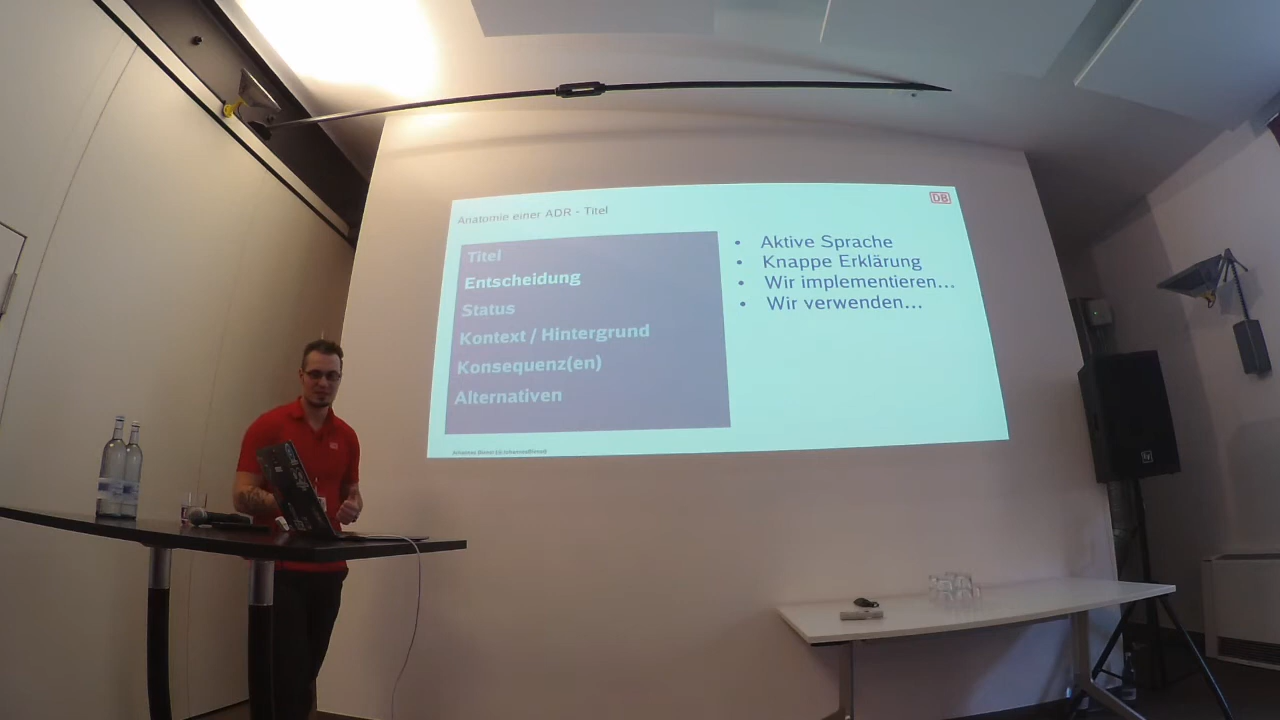 Anatomie einer ADR - Titel
DB
Titel
Entscheidung
Status
Kontext / Hintergrund
Konsequenz(en)
Alternativen
• Aktive Sprache
• Knappe Erklärung
• Wir implementieren...
• Wir verwenden...